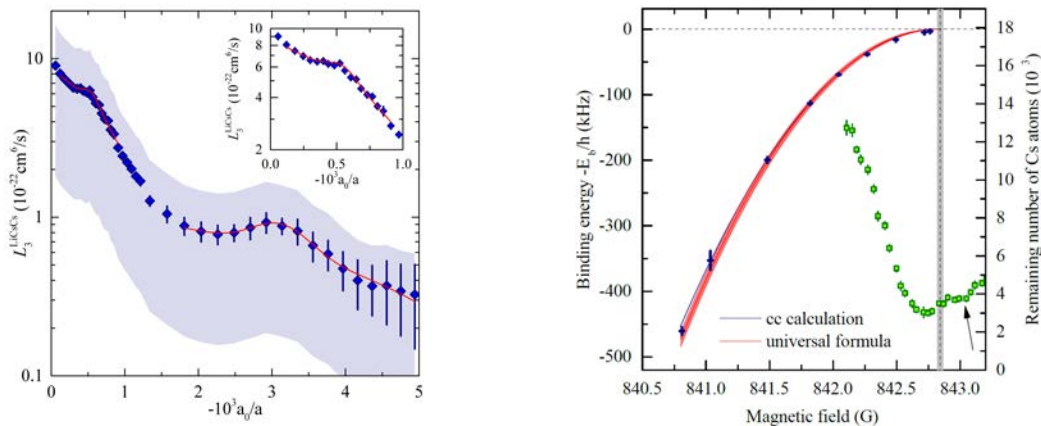 10
1
0.1
L₃^LiCsCs (10⁻²² cm⁶/s)
0 1 2 3 4 5
-10³a₀/a
10
8
6
4
2
L₃^LiCsCs (10⁻²²cm⁶/s)
0.0 0.5 1.0
-10³a₀/a
0
-100
-200
-300
-400
-500
Binding energy -E_b/h (kHz)
18
16
14
12
10
8
6
4
2
0
Remaining number of Cs atoms (10³)
cc calculation
universal formula
840.5 841.0 841.5 842.0 842.5 843.0
Magnetic field (G)